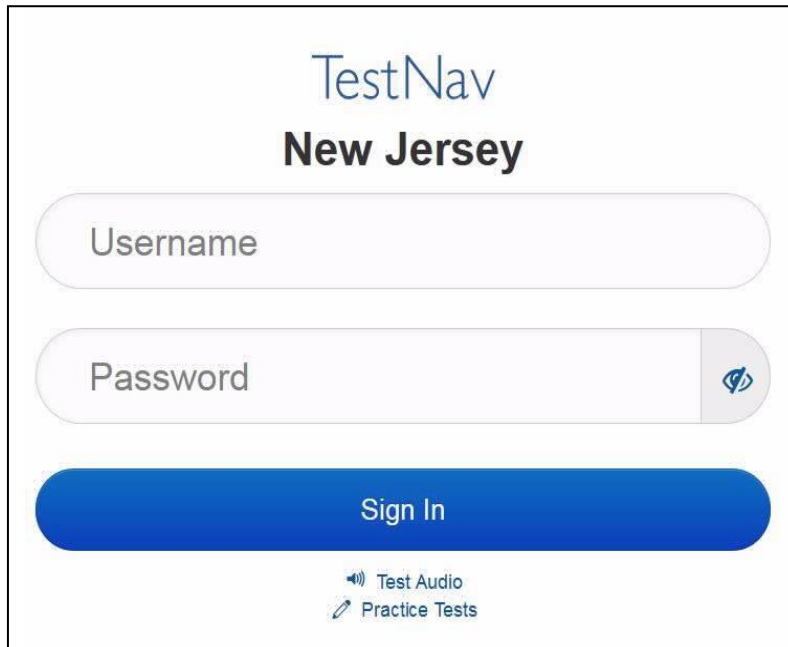 TestNav
New Jersey
Username
Password
Sign In
Test Audio
Practice Tests